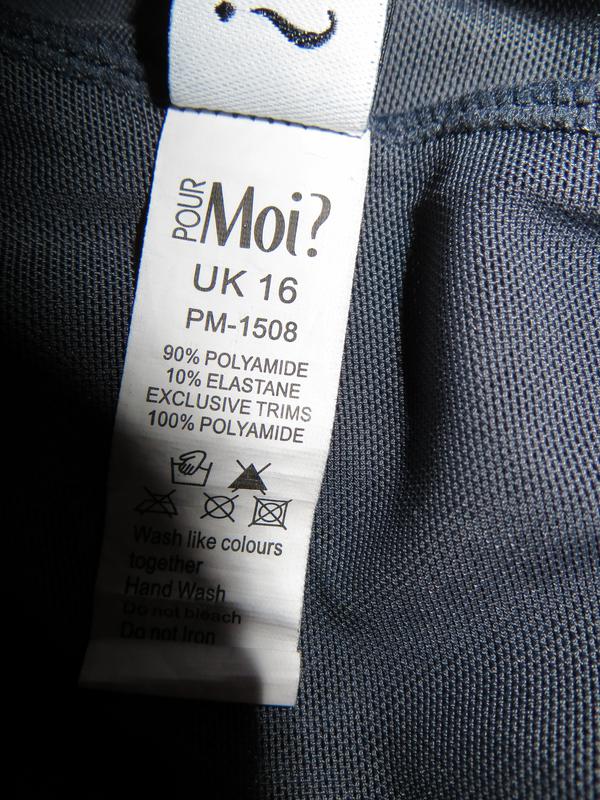 ?
POUR Moi?
UK 16
PM-1508
90% POLYAMIDE
10% ELASTANE
EXCLUSIVE TRIMS
100% POLYAMIDE
Wash like colours
together
Hand Wash
Do not bleach
Do not Iron